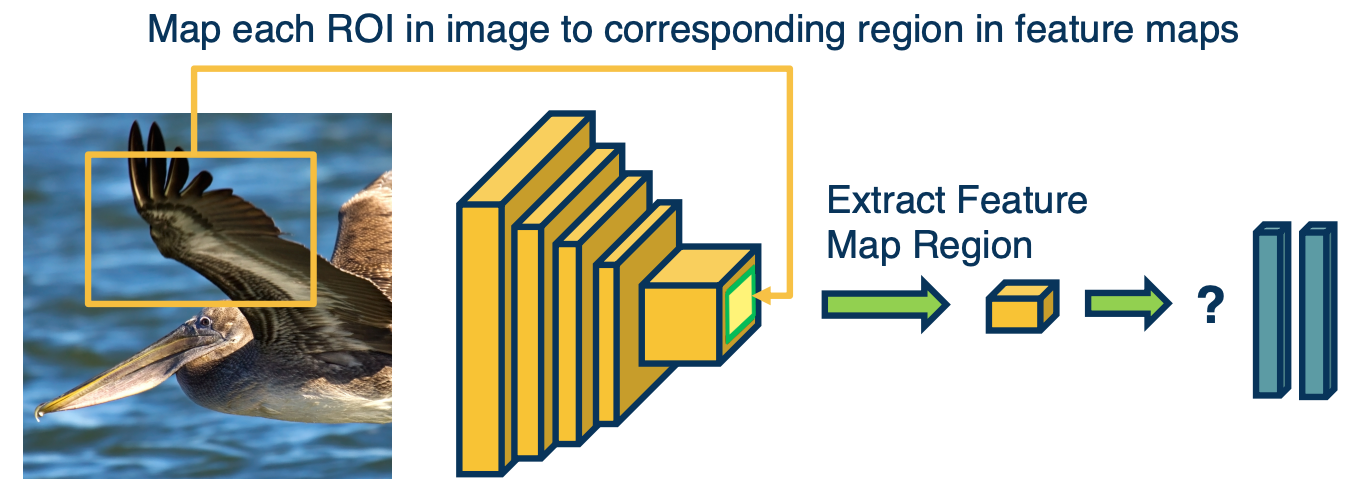 Map each ROI in image to corresponding region in feature maps
Extract Feature
Map Region
?